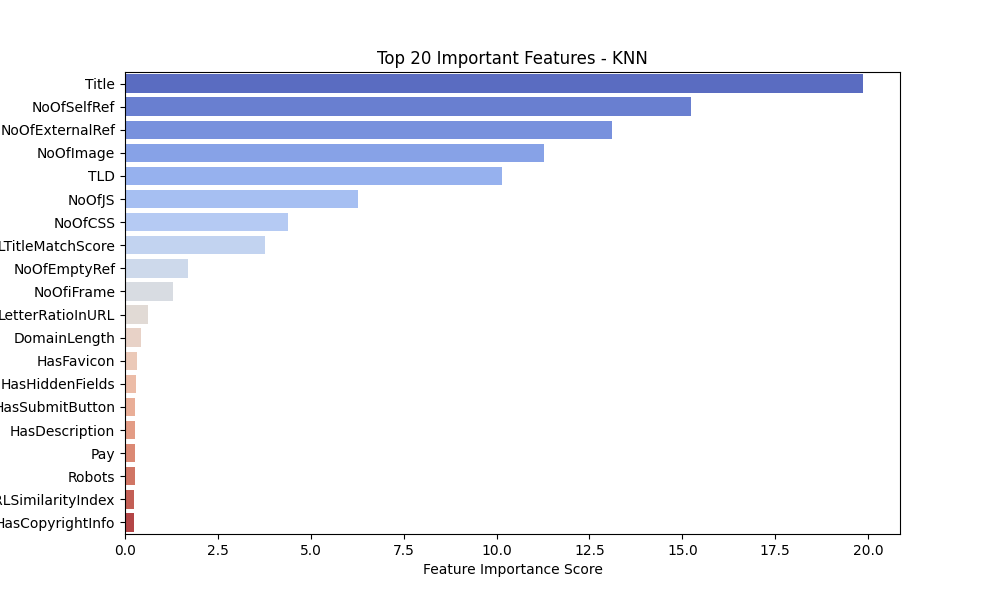 Top 20 Important Features - KNN
Title
NoOfSelfRef
NoOfExternalRef
NoOfImage
TLD
NoOfJS
NoOfCSS
LTitleMatchScore
NoOfEmptyRef
NoOfiFrame
LetterRatioInURL
DomainLength
HasFavicon
HasHiddenFields
HasSubmitButton
HasDescription
Pay
Robots
RLSimilarityIndex
HasCopyrightInfo
0.0 2.5 5.0 7.5 10.0 12.5 15.0 17.5 20.0
Feature Importance Score